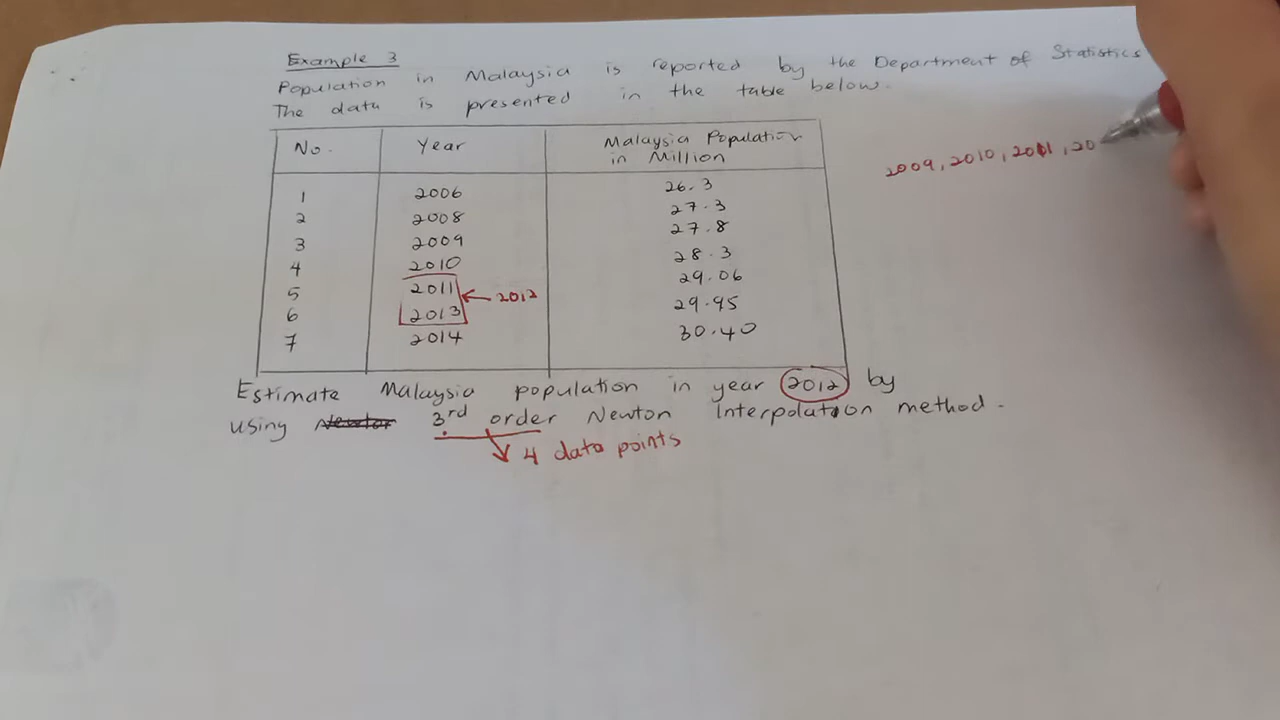 Example 3
Population in Malaysia is reported by the Department of Statistics
The data is presented in the table below.
No. Year Malaysia Population in Million
1 2006 26.3
2 2008 27.3
3 2009 27.8
4 2010 28.3
5 2011 29.06
6 2013 29.95
7 2014 30.40
← 2012
2009, 2010, 2011, 20
Estimate Malaysia population in year 2012 by
using 3rd order Newton Interpolation method.
4 data points